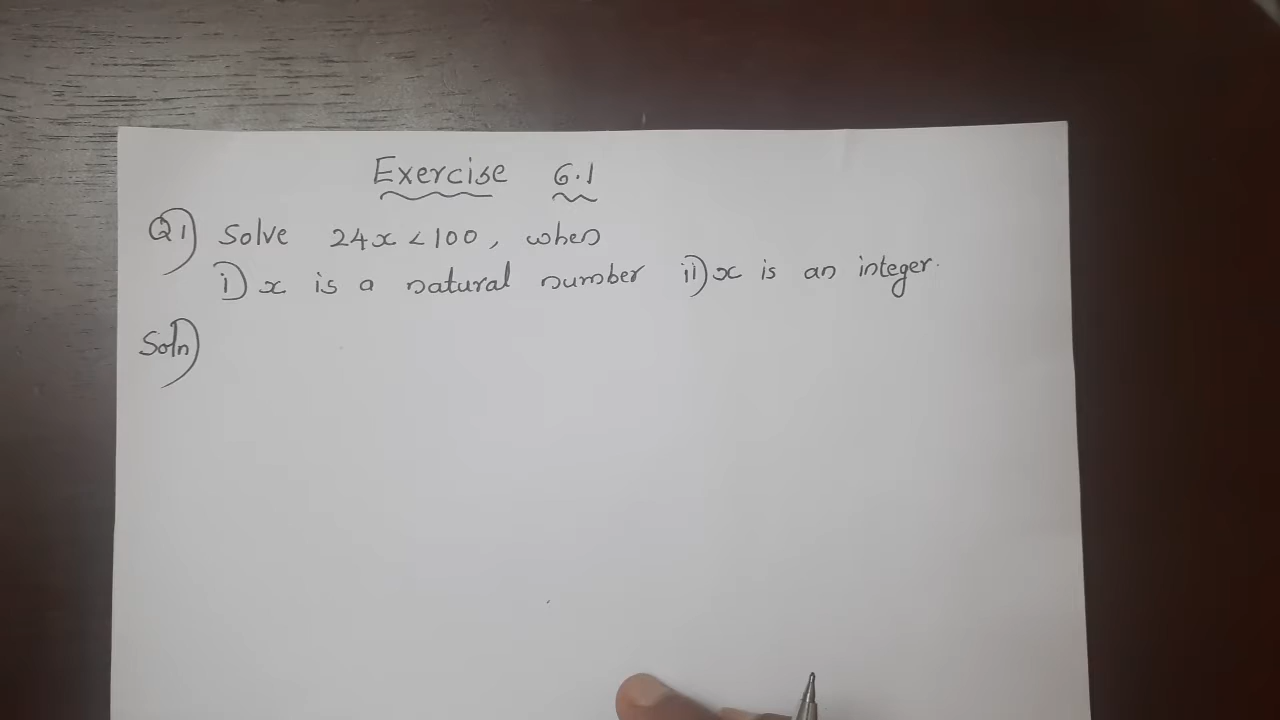 Exercise 6.1
Q1) Solve 24x < 100, when
i) x is a natural number ii) x is an integer.
Soln)